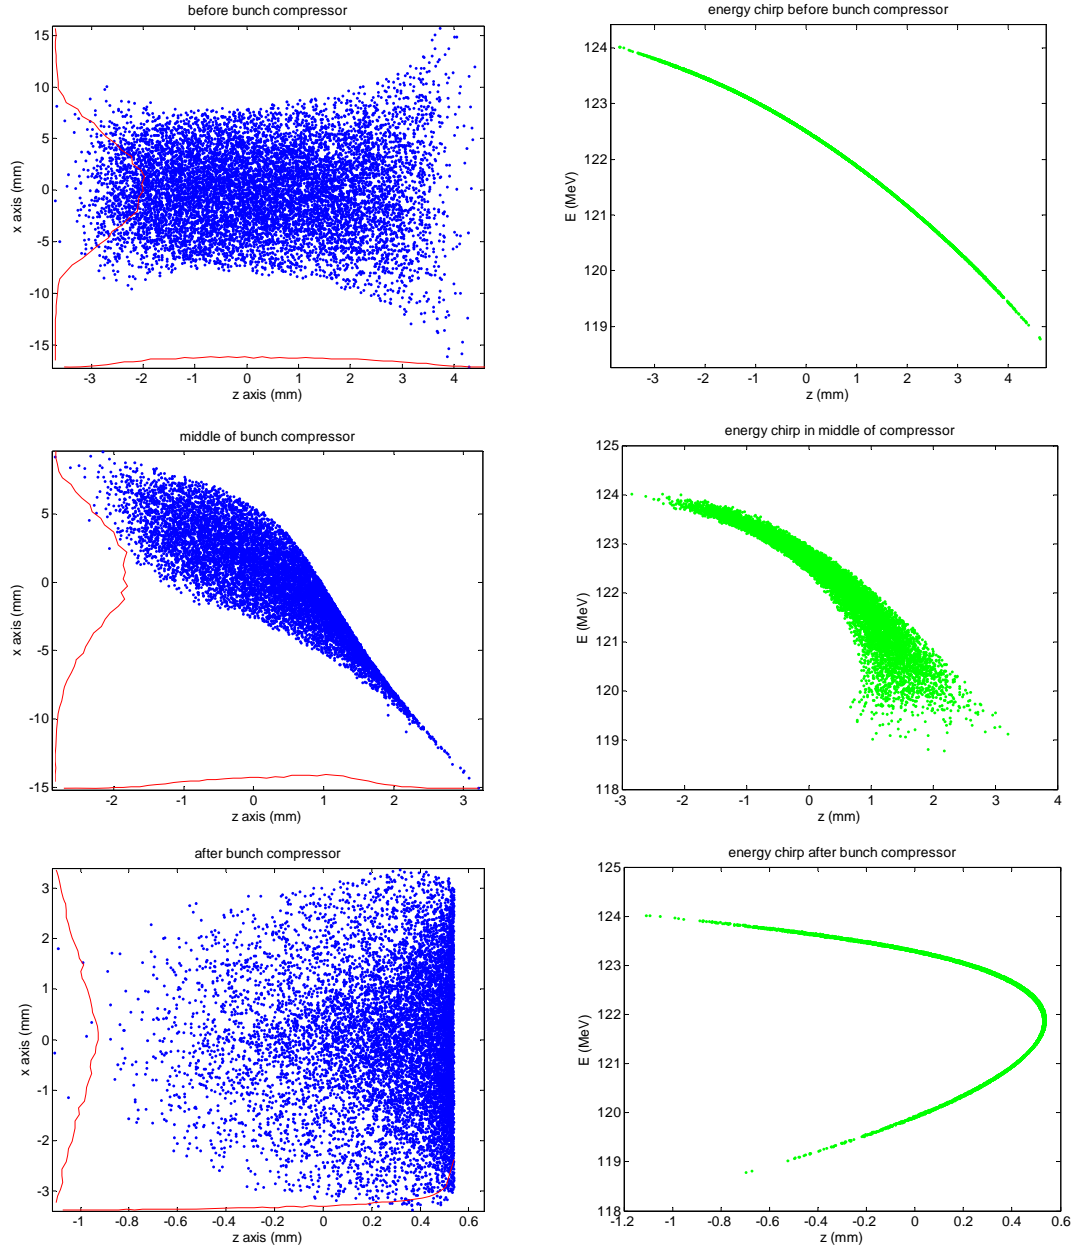 before bunch compressor
15
10
5
0
-5
-10
-15
x axis (mm)
-3 -2 -1 0 1 2 3 4
z axis (mm)
energy chirp before bunch compressor
124
123
122
121
120
119
E (MeV)
-3 -2 -1 0 1 2 3 4
z (mm)
middle of bunch compressor
5
0
-5
-10
-15
x axis (mm)
-2 -1 0 1 2 3
z axis (mm)
energy chirp in middle of compressor
125
124
123
122
121
120
119
118
E (MeV)
-3 -2 -1 0 1 2 3 4
z (mm)
after bunch compressor
3
2
1
0
-1
-2
-3
x axis (mm)
-1 -0.8 -0.6 -0.4 -0.2 0 0.2 0.4 0.6
z axis (mm)
energy chirp after bunch compressor
125
124
123
122
121
120
119
118
E (MeV)
-1.2 -1 -0.8 -0.6 -0.4 -0.2 0 0.2 0.4 0.6
z (mm)